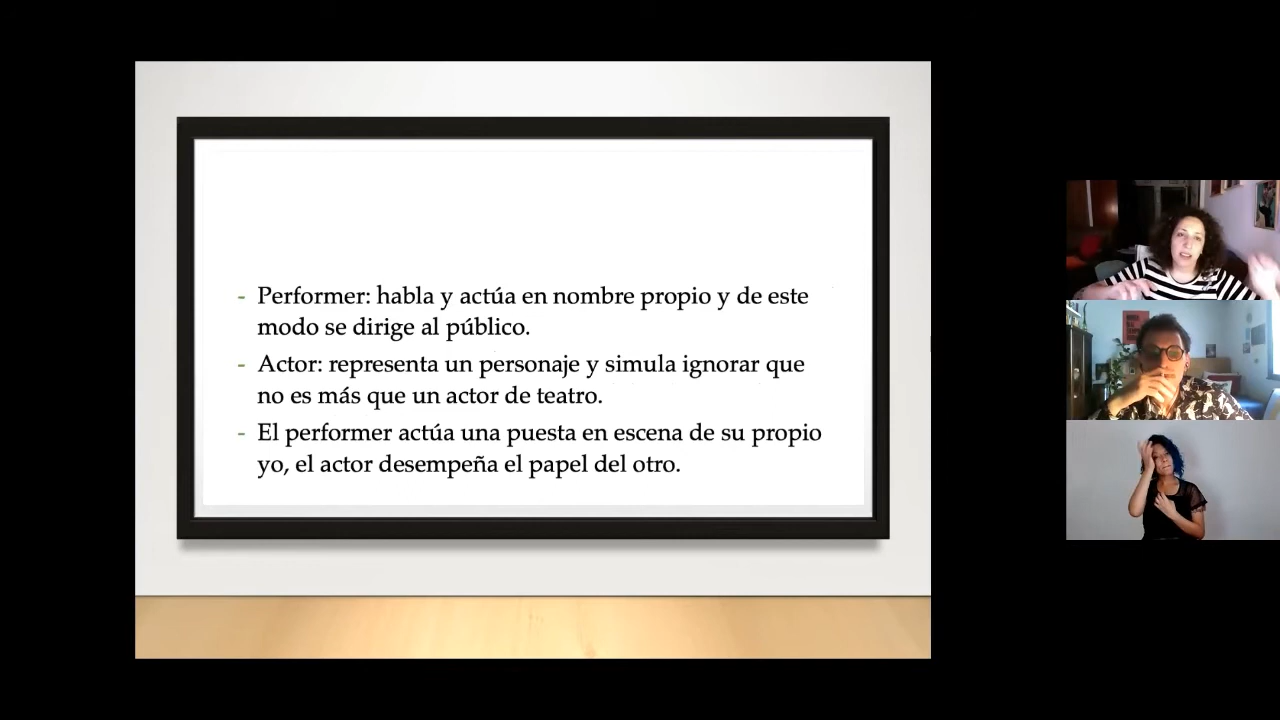 - Performer: habla y actúa en nombre propio y de este
modo se dirige al público.
- Actor: representa un personaje y simula ignorar que
no es más que un actor de teatro.
- El performer actúa una puesta en escena de su propio
yo, el actor desempeña el papel del otro.